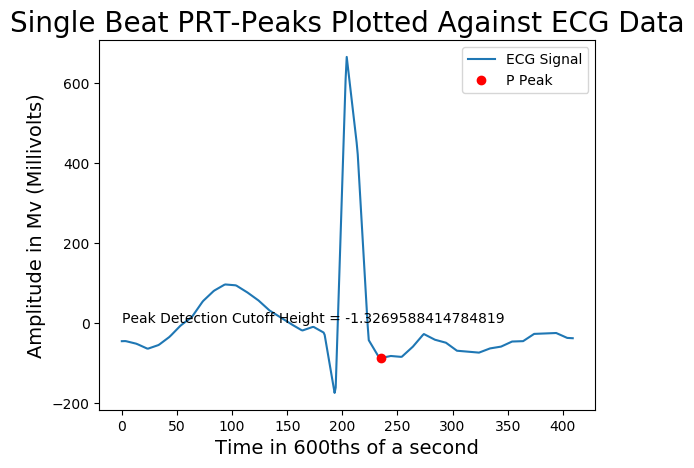 Single Beat PRT-Peaks Plotted Against ECG Data
ECG Signal
P Peak
Amplitude in Mv (Millivolts)
600
400
200
0
−200
Peak Detection Cutoff Height = -1.3269588414784819
0 50 100 150 200 250 300 350 400
Time in 600ths of a second